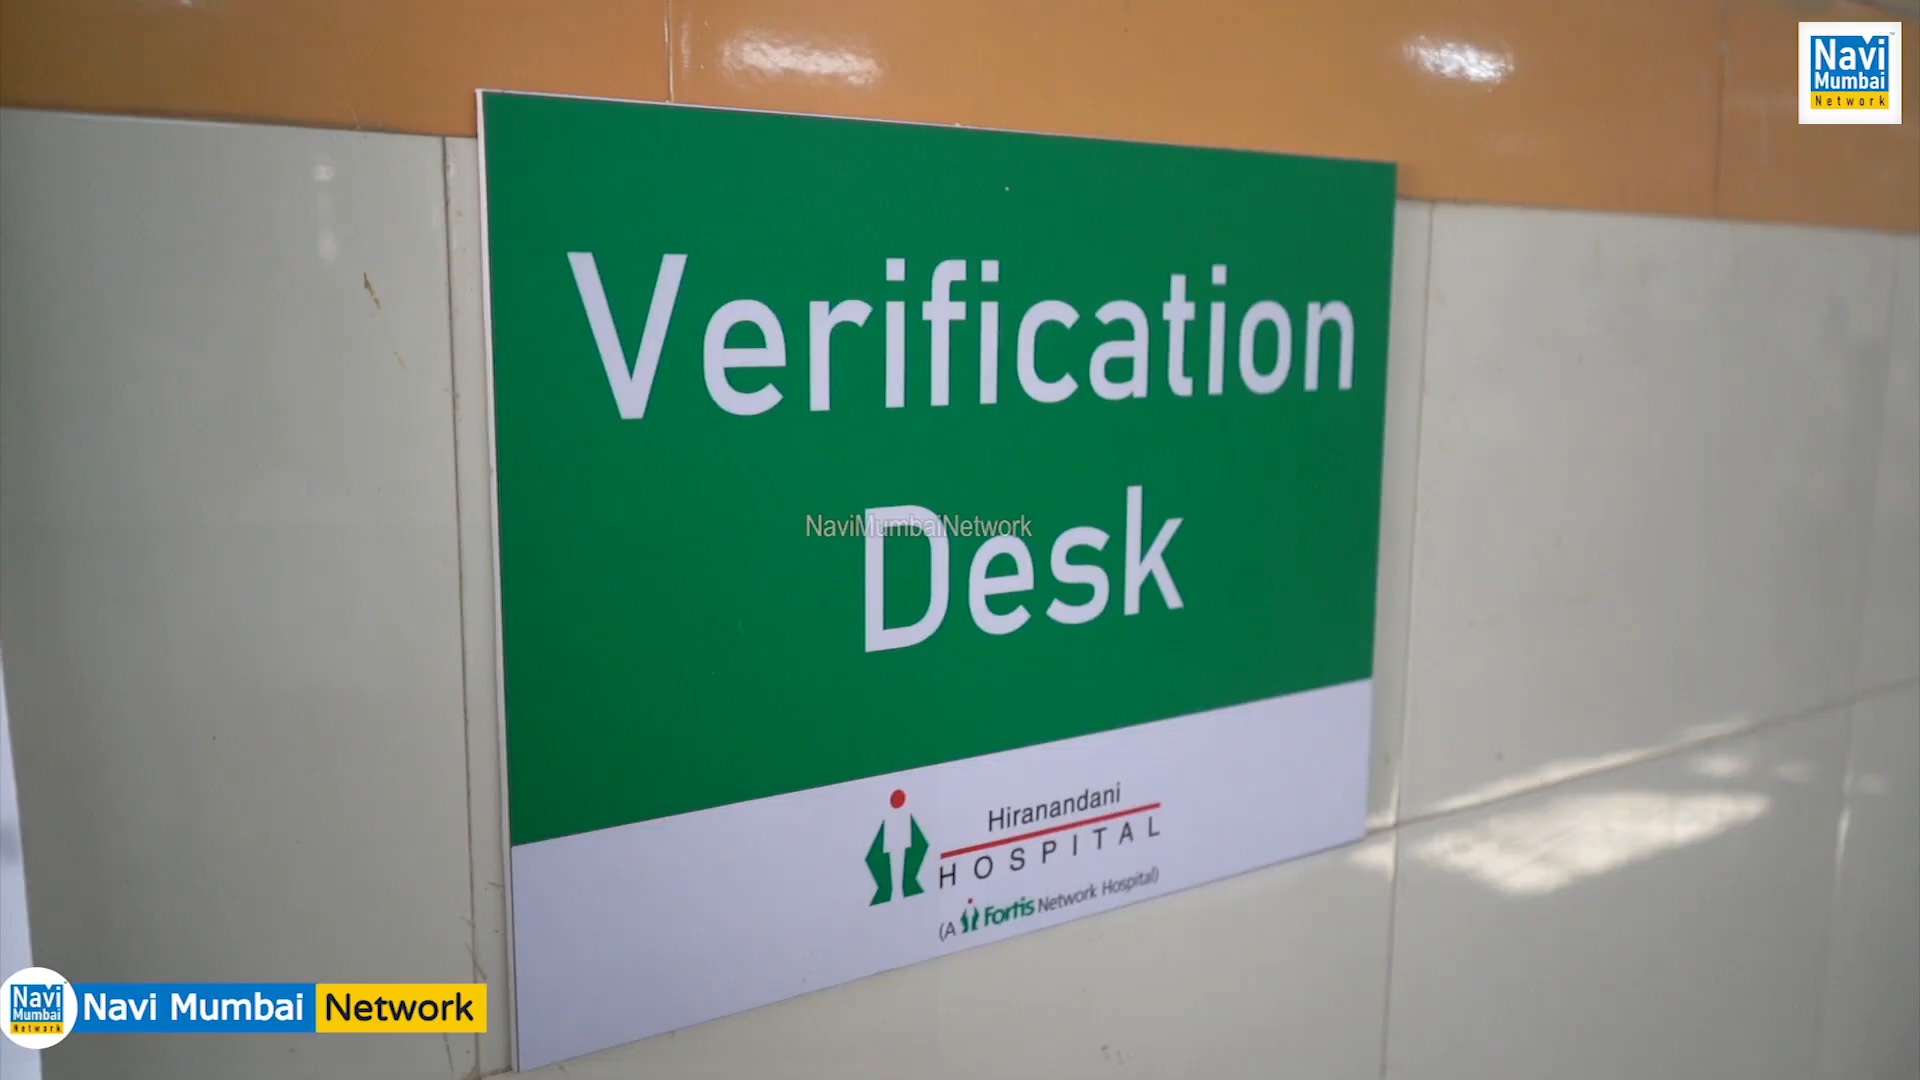 Navi
Mumbai
Network
Verification
Desk
NaviMumbaiNetwork
Hiranandani
HOSPITAL
(A Fortis Network Hospital)
Navi
Mumbai
Network
Navi Mumbai Network